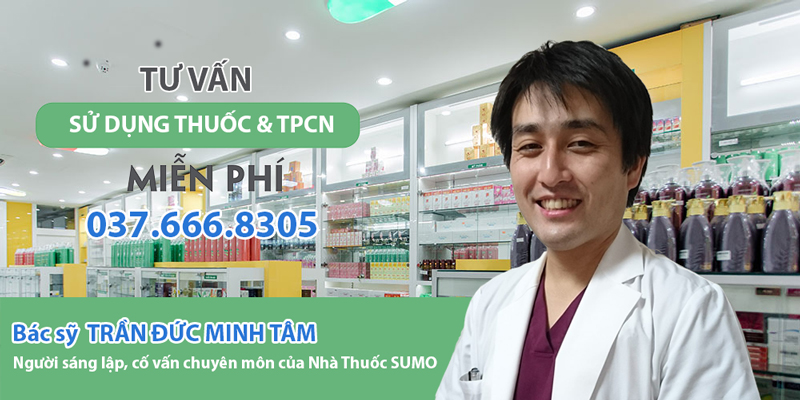 TƯ VẤN
SỬ DỤNG THUỐC & TPCN
MIỄN PHÍ
037.666.8305
Bác sỹ TRẦN ĐỨC MINH TÂM
Người sáng lập, cố vấn chuyên môn của Nhà Thuốc SUMO